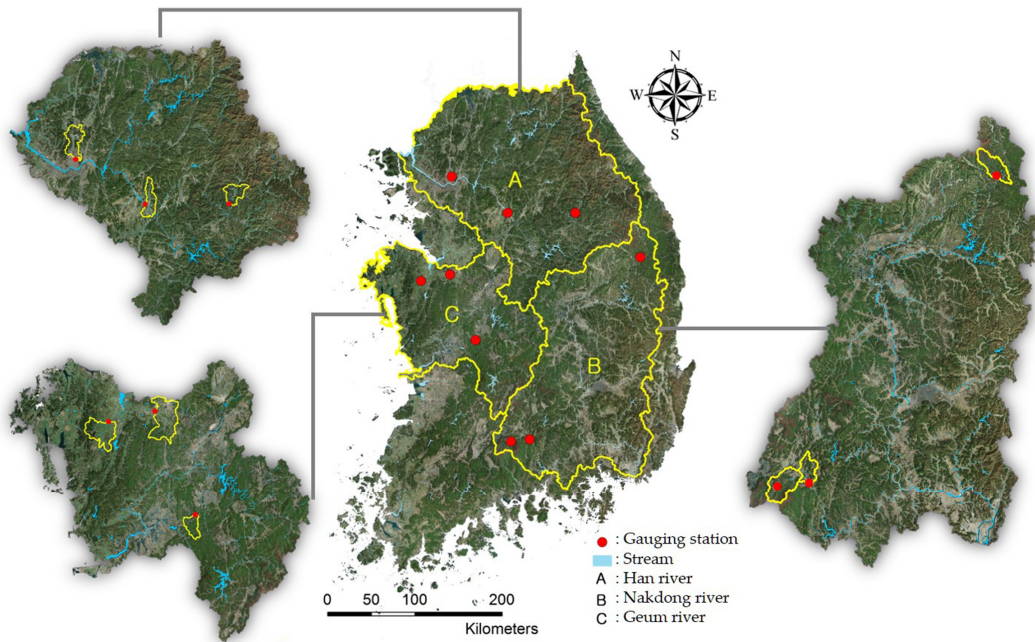 N
W E
S
A
C
B
: Gauging station
: Stream
A : Han river
B : Nakdong river
C : Geum river
0 50 100 200
Kilometers